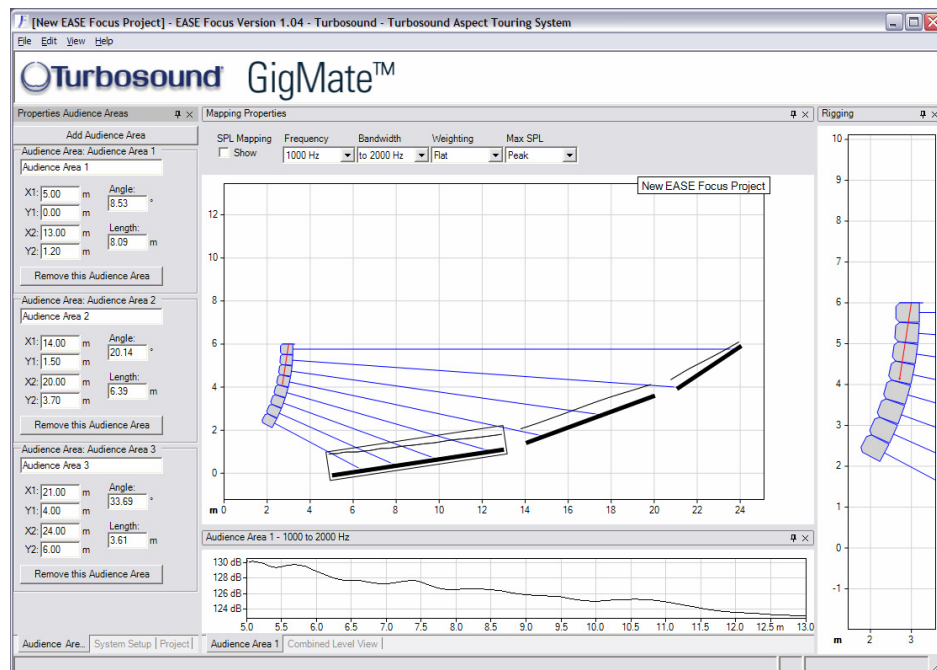 [New EASE Focus Project] - EASE Focus Version 1.04 - Turbosound - Turbosound Aspect Touring System
File Edit View Help
Turbosound® GigMate™
Properties Audience Areas
Add Audience Area
Audience Area: Audience Area 1
Audience Area 1
X1: 5.00 m Angle:
Y1: 0.00 m 8.53 °
X2: 13.00 m Length:
Y2: 1.20 m 8.09 m
Remove this Audience Area
Audience Area: Audience Area 2
Audience Area 2
X1: 14.00 m Angle:
Y1: 1.50 m 20.14 °
X2: 20.00 m Length:
Y2: 3.70 m 6.39 m
Remove this Audience Area
Audience Area: Audience Area 3
Audience Area 3
X1: 21.00 m Angle:
Y1: 4.00 m 33.69 °
X2: 24.00 m Length:
Y2: 6.00 m 3.61 m
Remove this Audience Area
Audience Are... System Setup Project
Mapping Properties
SPL Mapping Frequency Bandwidth Weighting Max SPL
Show 1000 Hz to 2000 Hz Flat Peak
New EASE Focus Project
12
10
8
6
4
2
0
m 0 2 4 6 8 10 12 14 16 18 20 22 24
Audience Area 1 - 1000 to 2000 Hz
130 dB
128 dB
126 dB
124 dB
5.0 5.5 6.0 6.5 7.0 7.5 8.0 8.5 9.0 9.5 10.0 10.5 11.0 11.5 12.0 12.5 m 13.0
Audience Area 1 Combined Level View
Rigging
10
9
8
7
6
5
4
3
2
1
0
-1
m 2 3